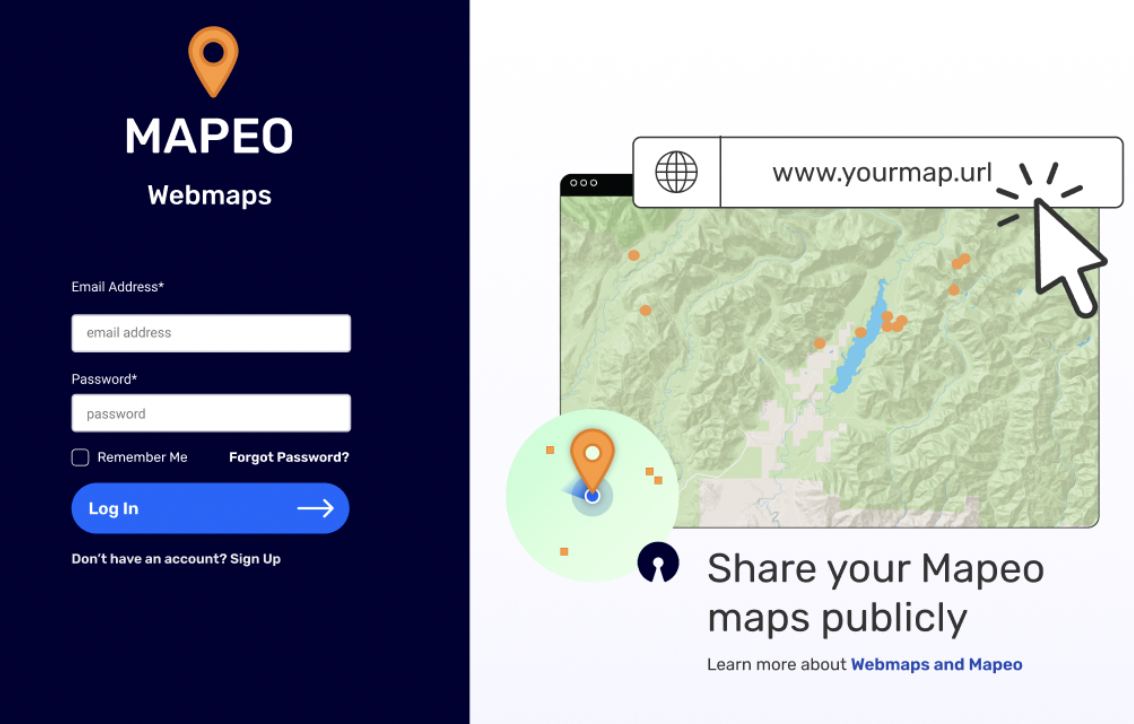 MAPEO
Webmaps
Email Address*
email address
Password*
password
Remember Me
Forgot Password?
Log In
Don't have an account? Sign Up
www.yourmap.url
Share your Mapeo
maps publicly
Learn more about Webmaps and Mapeo